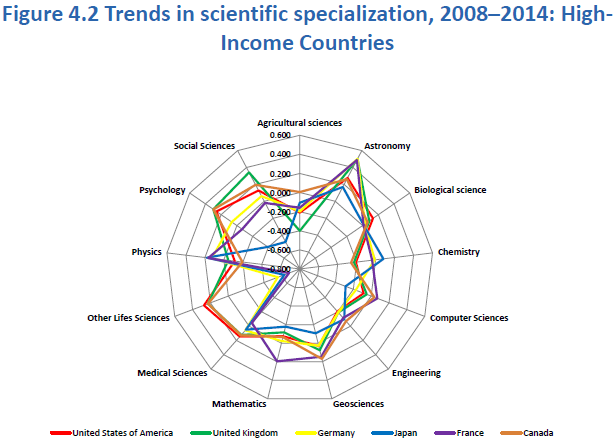 Figure 4.2 Trends in scientific specialization, 2008–2014: High-
Income Countries
Agricultural sciences
0.600
Social Sciences
Astronomy
0.400
0.200
Psychology
0.000
Biological science
-0.200
-0.400
Physics
-0.600
Chemistry
-0.800
Other Lifes Sciences
Computer Sciences
Medical Sciences
Engineering
Mathematics
Geosciences
United States of America
United Kingdom
Germany
Japan
France
Canada